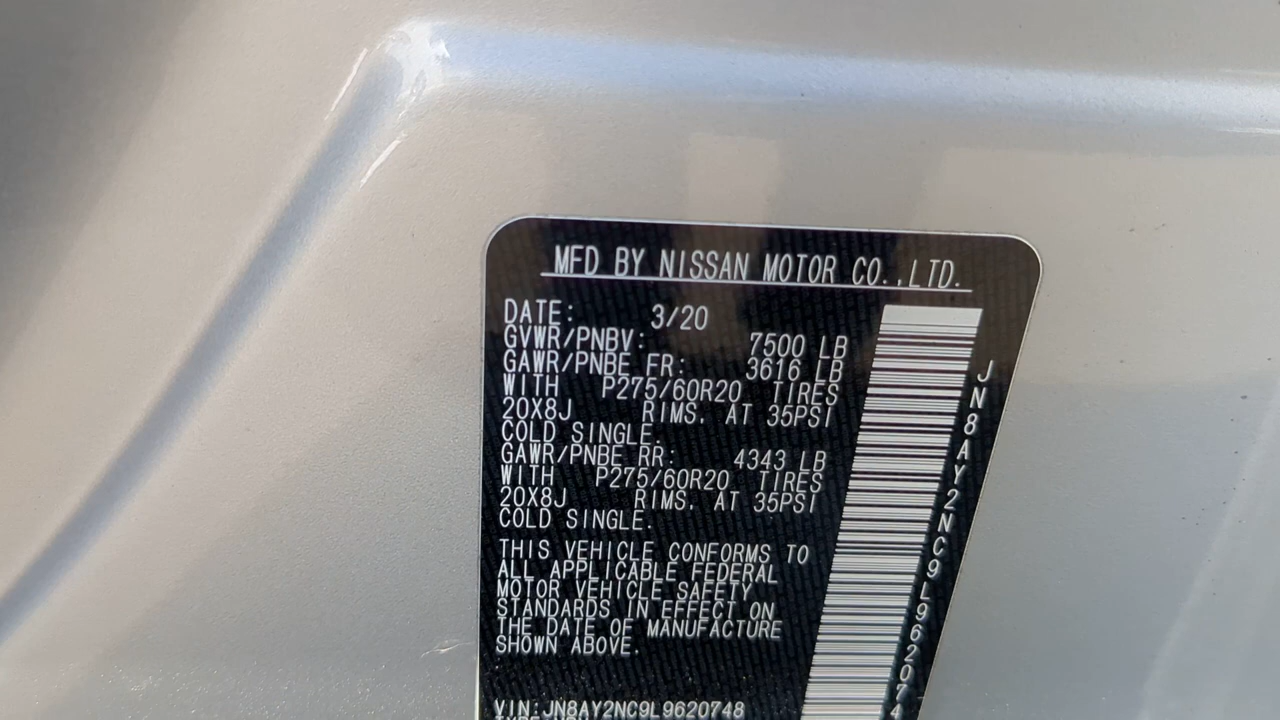 MFD BY NISSAN MOTOR CO.,LTD.
DATE: 3/20
GVWR/PNBV: 7500 LB
GAWR/PNBE FR: 3616 LB
WITH P275/60R20 TIRES
20X8J RIMS. AT 35PSI
COLD SINGLE.
GAWR/PNBE RR: 4343 LB
WITH P275/60R20 TIRES
20X8J RIMS. AT 35PSI
COLD SINGLE.
THIS VEHICLE CONFORMS TO
ALL APPLICABLE FEDERAL
MOTOR VEHICLE SAFETY
STANDARDS IN EFFECT ON
THE DATE OF MANUFACTURE
SHOWN ABOVE.
VIN:JN8AY2NC9L9620748
JN8AY2NC9L962074